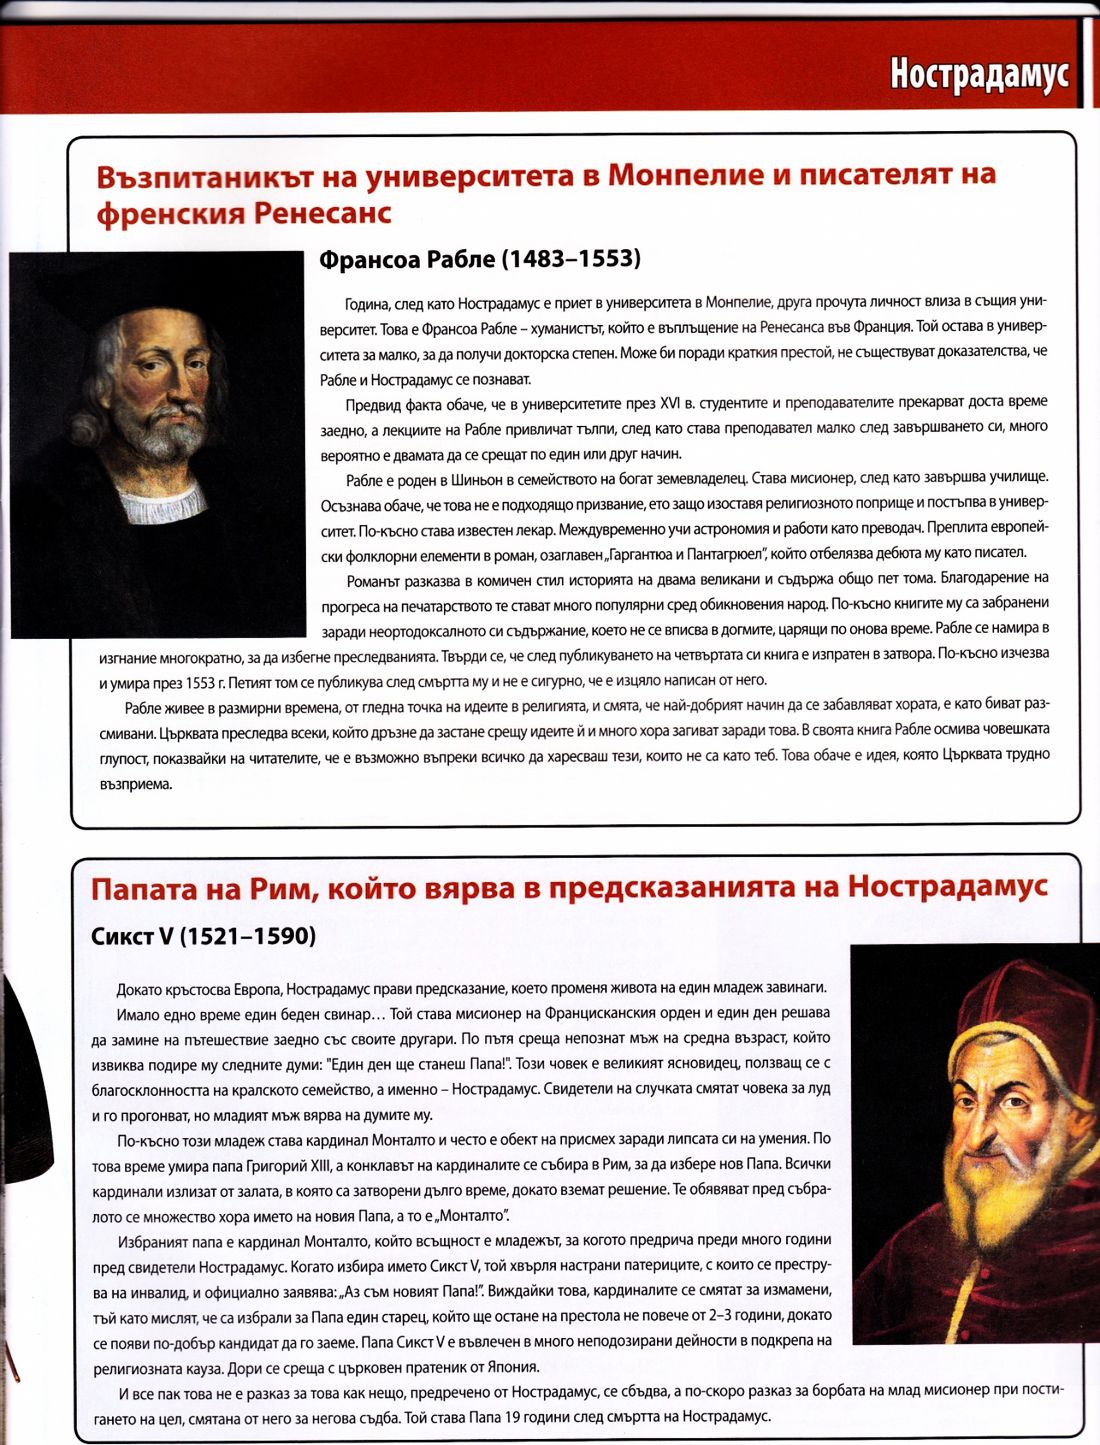 Нострадамус
Възпитаникът на университета в Монпелие и писателят на
френския Ренесанс
Франсоа Рабле (1483–1553)
Година, след като Нострадамус е приет в университета в Монпелие, друга прочута личност влиза в същия уни-
верситет. Това е Франсоа Рабле – хуманистът, който е въплъщение на Ренесанса във Франция. Той остава в универ-
ситета за малко, за да получи докторска степен. Може би поради краткия престой, не съществуват доказателства, че
Рабле и Нострадамус се познават.
Предвид факта обаче, че в университетите през XVI в. студентите и преподавателите прекарват доста време
заедно, а лекциите на Рабле привличат тълпи, след като става преподавател малко след завършването си, много
вероятно е двамата да се срещат по един или друг начин.
Рабле е роден в Шиньон в семейството на богат земевладелец. Става мисионер, след като завършва училище.
Осъзнава обаче, че това не е подходящо призвание, ето защо изоставя религиозното поприще и постъпва в универ-
ситет. По-късно става известен лекар. Междувременно учи астрономия и работи като преводач. Преплита европей-
ски фолклорни елементи в роман, озаглавен „Гаргантюа и Пантагрюел”, който отбелязва дебюта му като писател.
Романът разказва в комичен стил историята на двама великани и съдържа общо пет тома. Благодарение на
прогреса на печатарството те стават много популярни сред обикновения народ. По-късно книгите му са забранени
заради неортодоксалното си съдържание, което не се вписва в догмите, царящи по онова време. Рабле се намира в
изгнание многократно, за да избегне преследванията. Твърди се, че след публикуването на четвъртата си книга е изпратен в затвора. По-късно изчезва
и умира през 1553 г. Петият том се публикува след смъртта му и не е сигурно, че е изцяло написан от него.
Рабле живее в размирни времена, от гледна точка на идеите в религията, и смята, че най-добрият начин да се забавляват хората, е като биват раз-
смивани. Църквата преследва всеки, който дръзне да застане срещу идеите й и много хора загиват заради това. В своята книга Рабле осмива човешката
глупост, показвайки на читателите, че е възможно въпреки всичко да харесваш тези, които не са като теб. Това обаче е идея, която Църквата трудно
възприема.
Папата на Рим, който вярва в предсказанията на Нострадамус
Сикст V (1521–1590)
Докато кръстосва Европа, Нострадамус прави предсказание, което променя живота на един младеж завинаги.
Имало едно време един беден свинар… Той става мисионер на Францисканския орден и един ден решава
да замине на пътешествие заедно със своите другари. По пътя среща непознат мъж на средна възраст, който
извиква подире му следните думи: "Един ден ще станеш Папа!". Този човек е великият ясновидец, ползващ се с
благосклонността на кралското семейство, а именно – Нострадамус. Свидетели на случката смятат човека за луд
и го прогонват, но младият мъж вярва на думите му.
По-късно този младеж става кардинал Монталто и често е обект на присмех заради липсата си на умения. По
това време умира папа Григорий XIII, а конклавът на кардиналите се събира в Рим, за да избере нов Папа. Всички
кардинали излизат от залата, в която са затворени дълго време, докато вземат решение. Те обявяват пред събра-
лото се множество хора името на новия Папа, а то е „Монталто”.
Избраният папа е кардинал Монталто, който всъщност е младежът, за когото предрича преди много години
пред свидетели Нострадамус. Когато избира името Сикст V, той хвърля настрани патериците, с които се престру-
ва на инвалид, и официално заявява: „Аз съм новият Папа!”. Виждайки това, кардиналите се смятат за измамени,
тъй като мислят, че са избрали за Папа един старец, който ще остане на престола не повече от 2–3 години, докато
се появи по-добър кандидат да го заеме. Папа Сикст V е въвлечен в много неподозирани дейности в подкрепа на
религиозната кауза. Дори се среща с църковен пратеник от Япония.
И все пак това не е разказ за това как нещо, предречено от Нострадамус, се сбъдва, а по-скоро разказ за борбата на млад мисионер при пости-
гането на цел, смятана от него за негова съдба. Той става Папа 19 години след смъртта на Нострадамус.